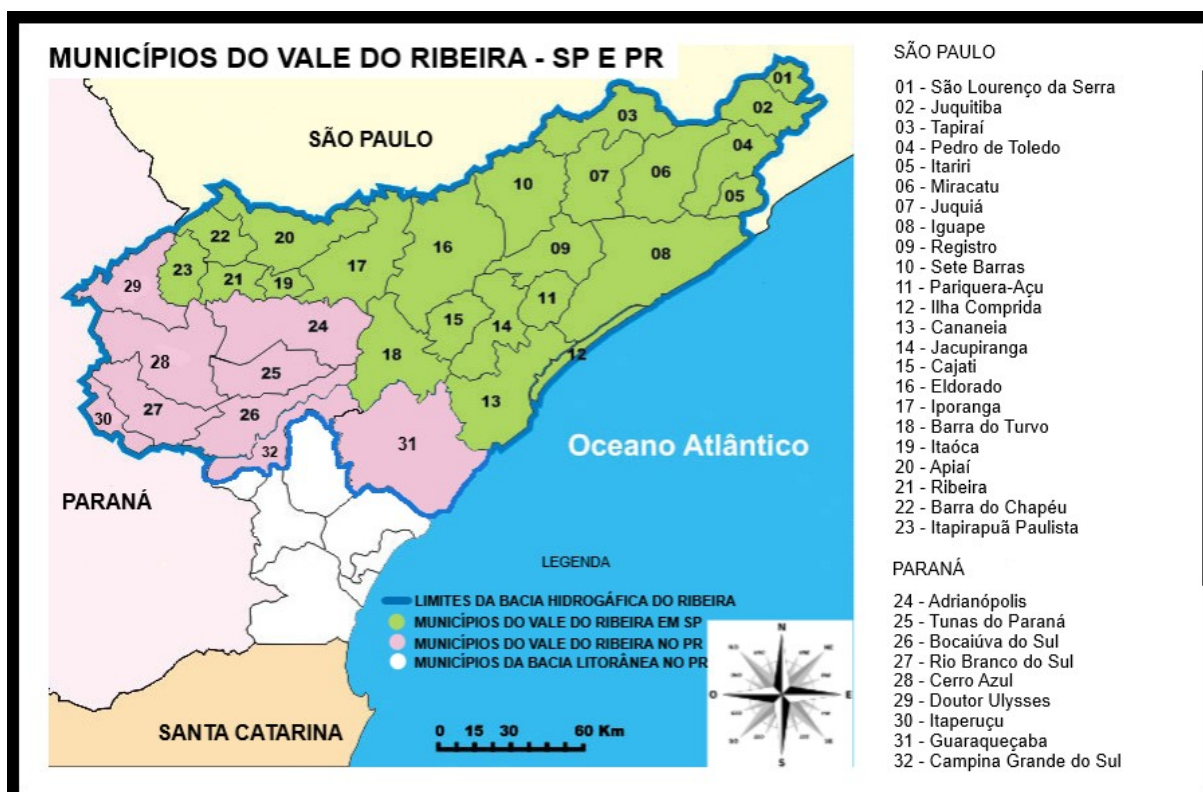 MUNICÍPIOS DO VALE DO RIBEIRA - SP E PR
SÃO PAULO
01
02
03
04
05
06
07
10
08
09
11
12
13
14
15
16
17
18
19
20
21
22
23
24
25
26
27
28
29
30
31
32
Oceano Atlântico
PARANÁ
SANTA CATARINA
LEGENDA
LIMITES DA BACIA HIDROGÁFICA DO RIBEIRA
MUNICÍPIOS DO VALE DO RIBEIRA EM SP
MUNICÍPIOS DO VALE DO RIBEIRA NO PR
MUNICÍPIOS DA BACIA LITORÂNEA NO PR
0 15 30 60 Km
N
O E
S
SÃO PAULO
01 - São Lourenço da Serra
02 - Juquitiba
03 - Tapiraí
04 - Pedro de Toledo
05 - Itariri
06 - Miracatu
07 - Juquiá
08 - Iguape
09 - Registro
10 - Sete Barras
11 - Pariquera-Açu
12 - Ilha Comprida
13 - Cananeia
14 - Jacupiranga
15 - Cajati
16 - Eldorado
17 - Iporanga
18 - Barra do Turvo
19 - Itaóca
20 - Apiaí
21 - Ribeira
22 - Barra do Chapéu
23 - Itapirapuã Paulista
PARANÁ
24 - Adrianópolis
25 - Tunas do Paraná
26 - Bocaiúva do Sul
27 - Rio Branco do Sul
28 - Cerro Azul
29 - Doutor Ulysses
30 - Itaperuçu
31 - Guaraqueçaba
32 - Campina Grande do Sul